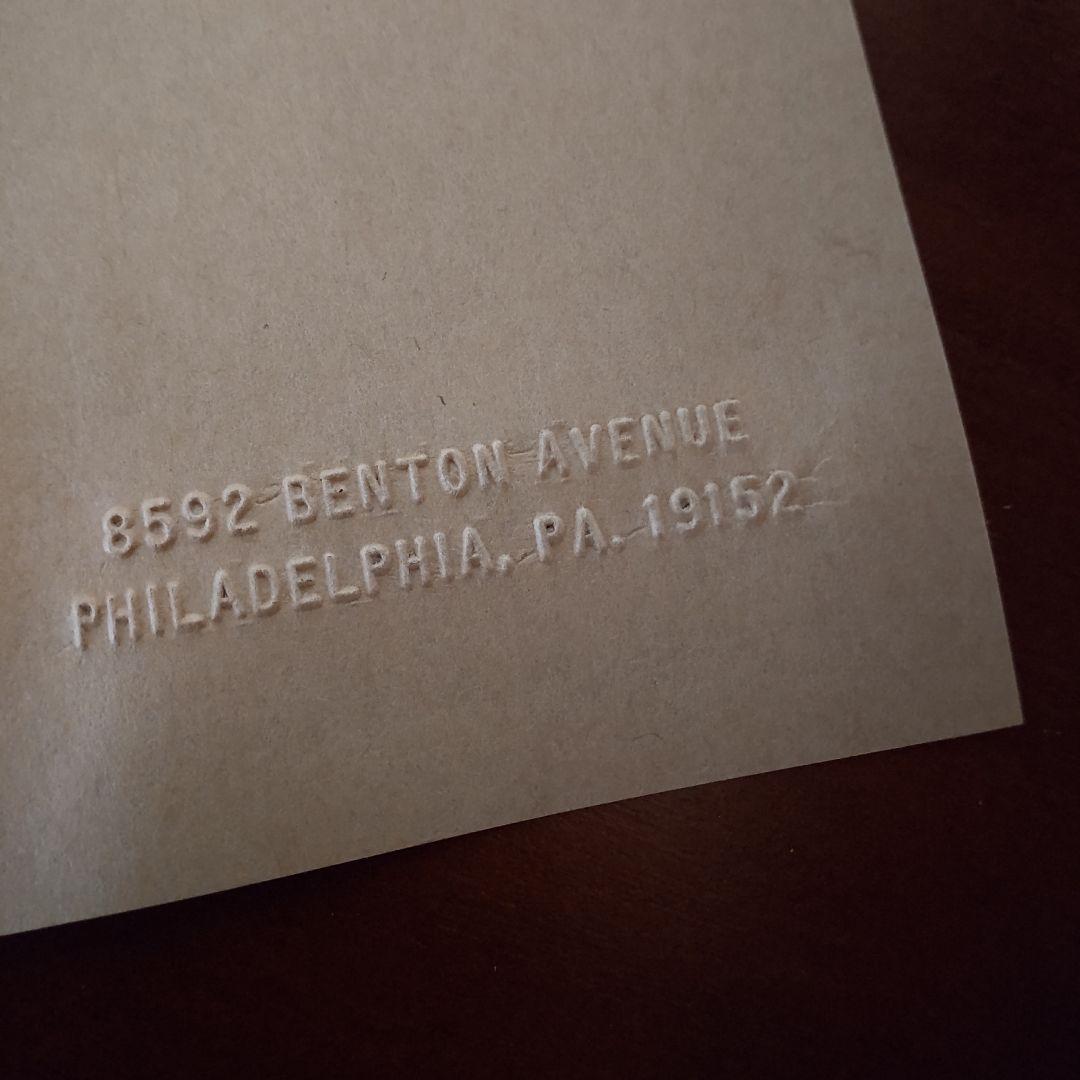 8592 BENTON AVENUE
PHILADELPHIA, PA. 19152